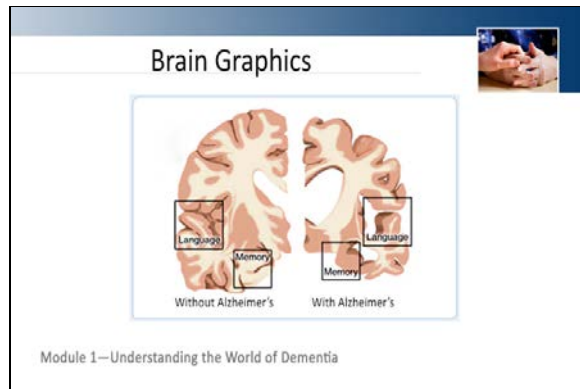 Brain Graphics
Language
Memory
Language
Memory
Without Alzheimer's
With Alzheimer's
Module 1—Understanding the World of Dementia